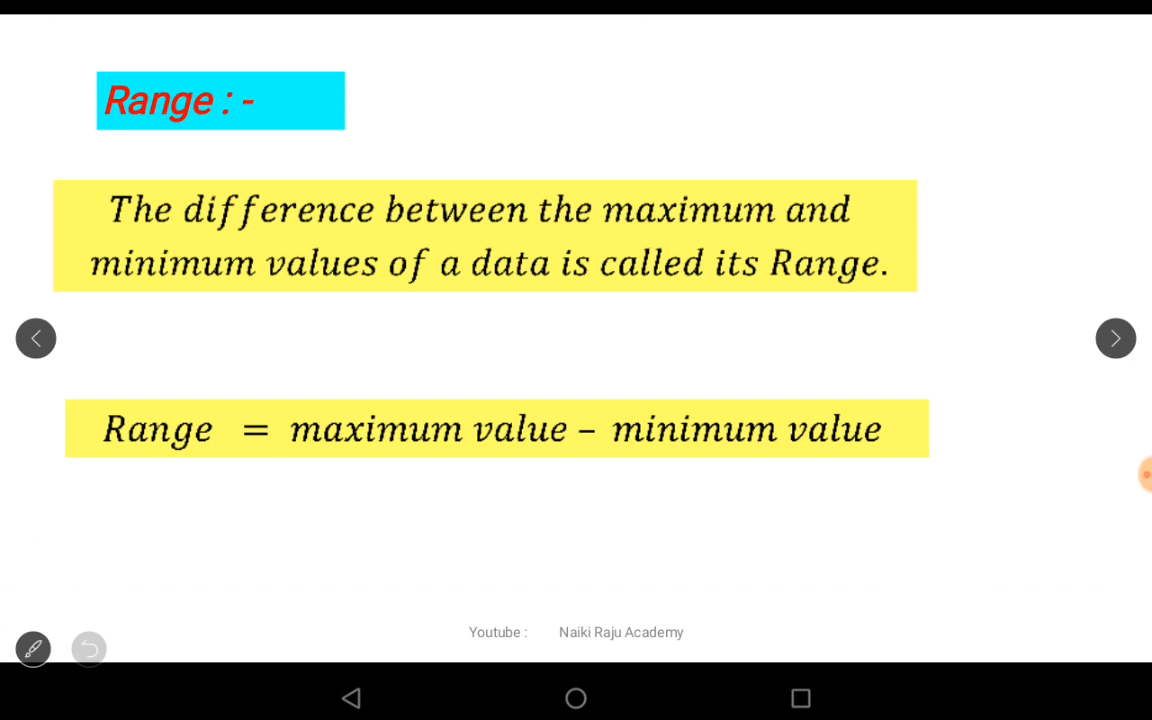 Range : -
The difference between the maximum and
minimum values of a data is called its Range.
Range = maximum value – minimum value
Youtube : Naiki Raju Academy